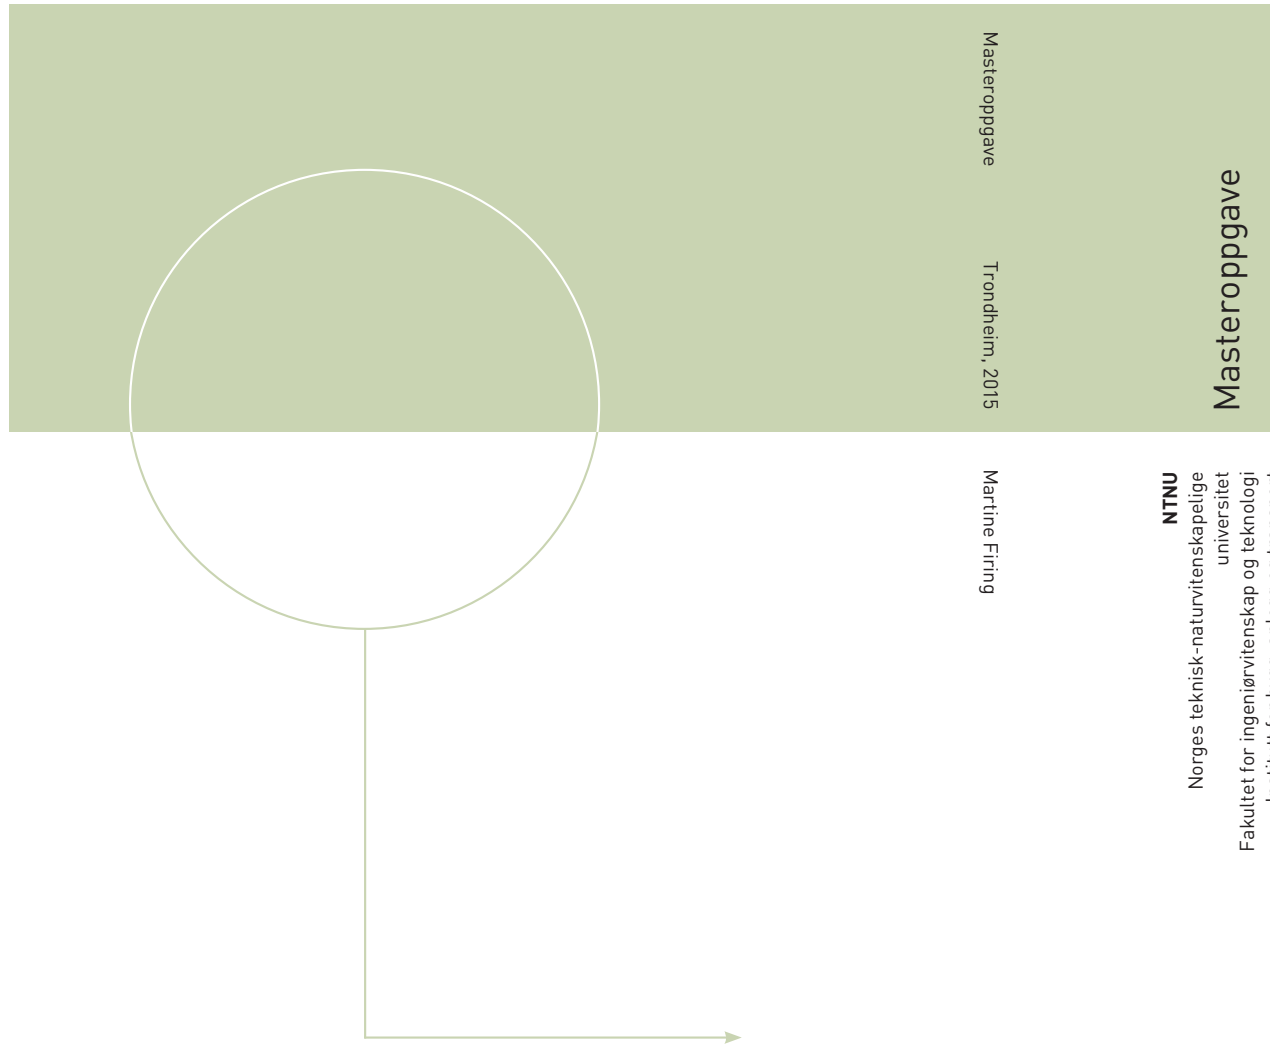 Masteroppgave
Trondheim, 2015
Martine Firing
Masteroppgave
NTNU
Norges teknisk-naturvitenskapelige
universitet
Fakultet for ingeniørvitenskap og teknologi